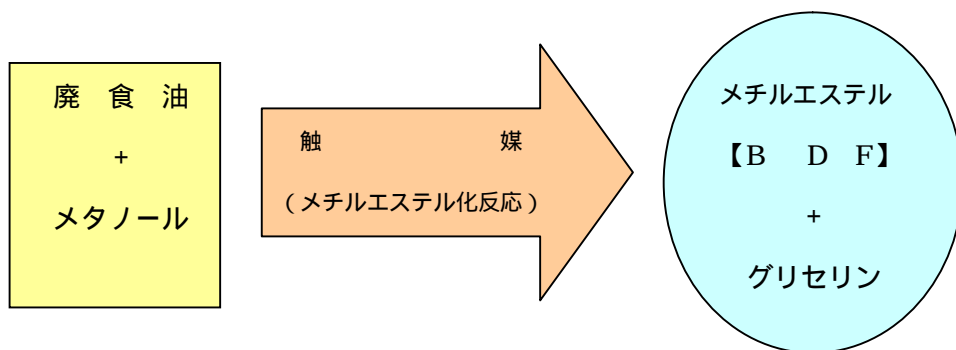 廃 食 油
+
メタノール
触 媒
(メチルエステル化反応)
メチルエステル
【B D F】
+
グリセリン